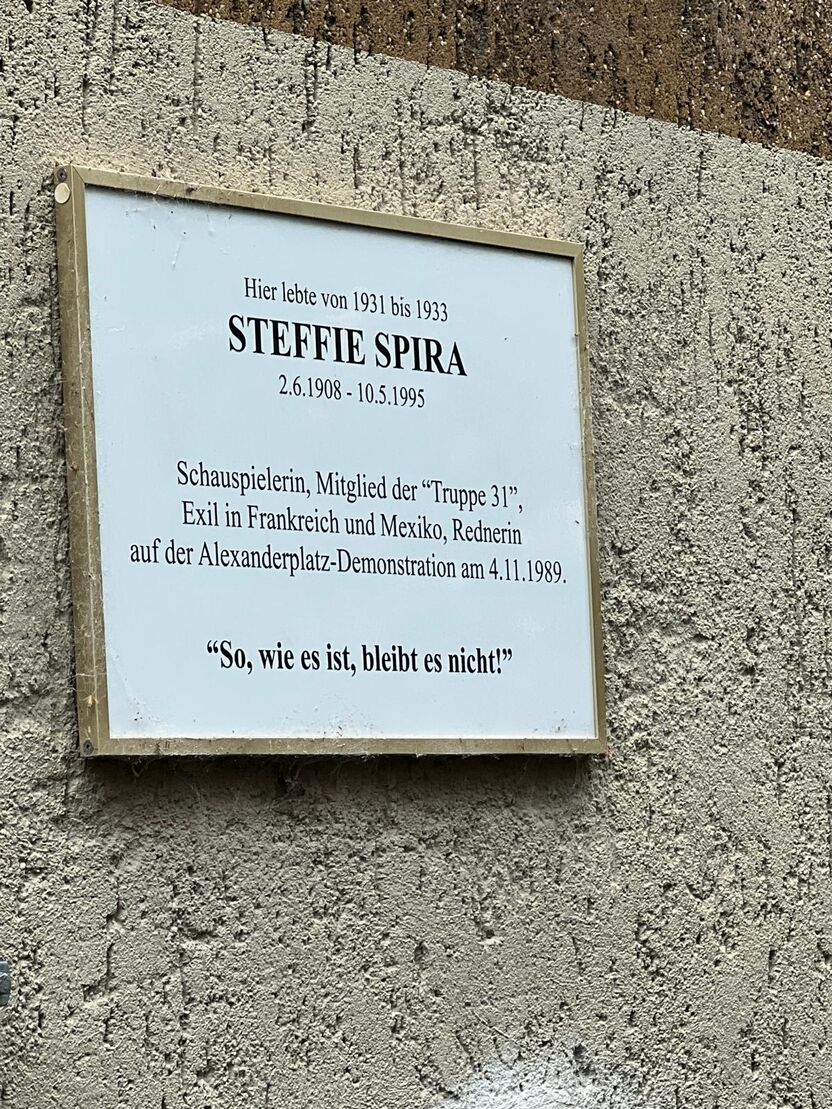 Hier lebte von 1931 bis 1933
STEFFIE SPIRA
2.6.1908 - 10.5.1995
Schauspielerin, Mitglied der “Truppe 31”,
Exil in Frankreich und Mexiko, Rednerin
auf der Alexanderplatz-Demonstration am 4.11.1989.
“So, wie es ist, bleibt es nicht!”